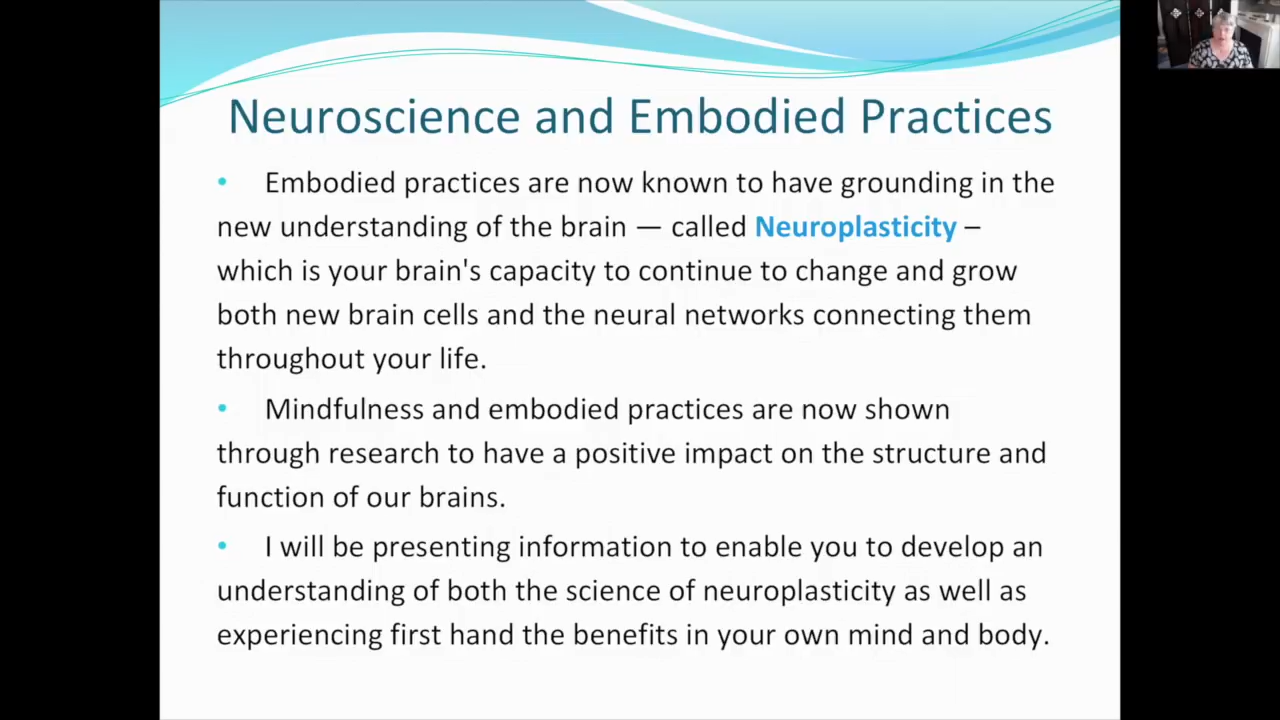 Neuroscience and Embodied Practices
• Embodied practices are now known to have grounding in the
new understanding of the brain — called Neuroplasticity –
which is your brain's capacity to continue to change and grow
both new brain cells and the neural networks connecting them
throughout your life.
• Mindfulness and embodied practices are now shown
through research to have a positive impact on the structure and
function of our brains.
• I will be presenting information to enable you to develop an
understanding of both the science of neuroplasticity as well as
experiencing first hand the benefits in your own mind and body.